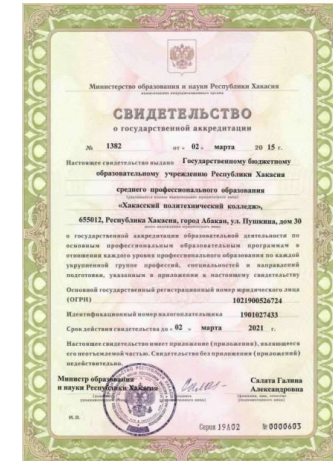 Министерство образования и науки Республики Хакасия
СВИДЕТЕЛЬСТВО
о государственной аккредитации
№ 1382 от « 02 » марта 20 15 г.
Настоящее свидетельство выдано Государственному бюджетному
образовательному учреждению Республики Хакасия
среднего профессионального образования
«Хакасский политехнический колледж»,
655012, Республика Хакасия, город Абакан, ул. Пушкина, дом 30
о государственной аккредитации образовательной деятельности по
основным профессиональным образовательным программам в
отношении каждого уровня профессионального образования по каждой
укрупненной группе профессий, специальностей и направлений
подготовки, указанным в приложении к настоящему свидетельству
Основной государственный регистрационный номер юридического лица
(ОГРН) 1021900526724
Идентификационный номер налогоплательщика 1901027433
Срок действия свидетельства до « 02 » марта 2021 г.
Настоящее свидетельство имеет приложение (приложения), являющееся
его неотъемлемой частью. Свидетельство без приложения (приложений)
недействительно.
Министр образования
и науки Республики Хакасия
Салата Галина
Александровна
М.П.
Серия 19А02 № 0000603